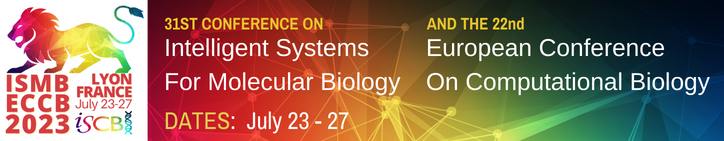 ISMB
ECCB
2023
LYON
FRANCE
July 23-27
iSCB
31ST CONFERENCE ON
Intelligent Systems
For Molecular Biology
AND THE 22nd
European Conference
On Computational Biology
DATES: July 23 - 27